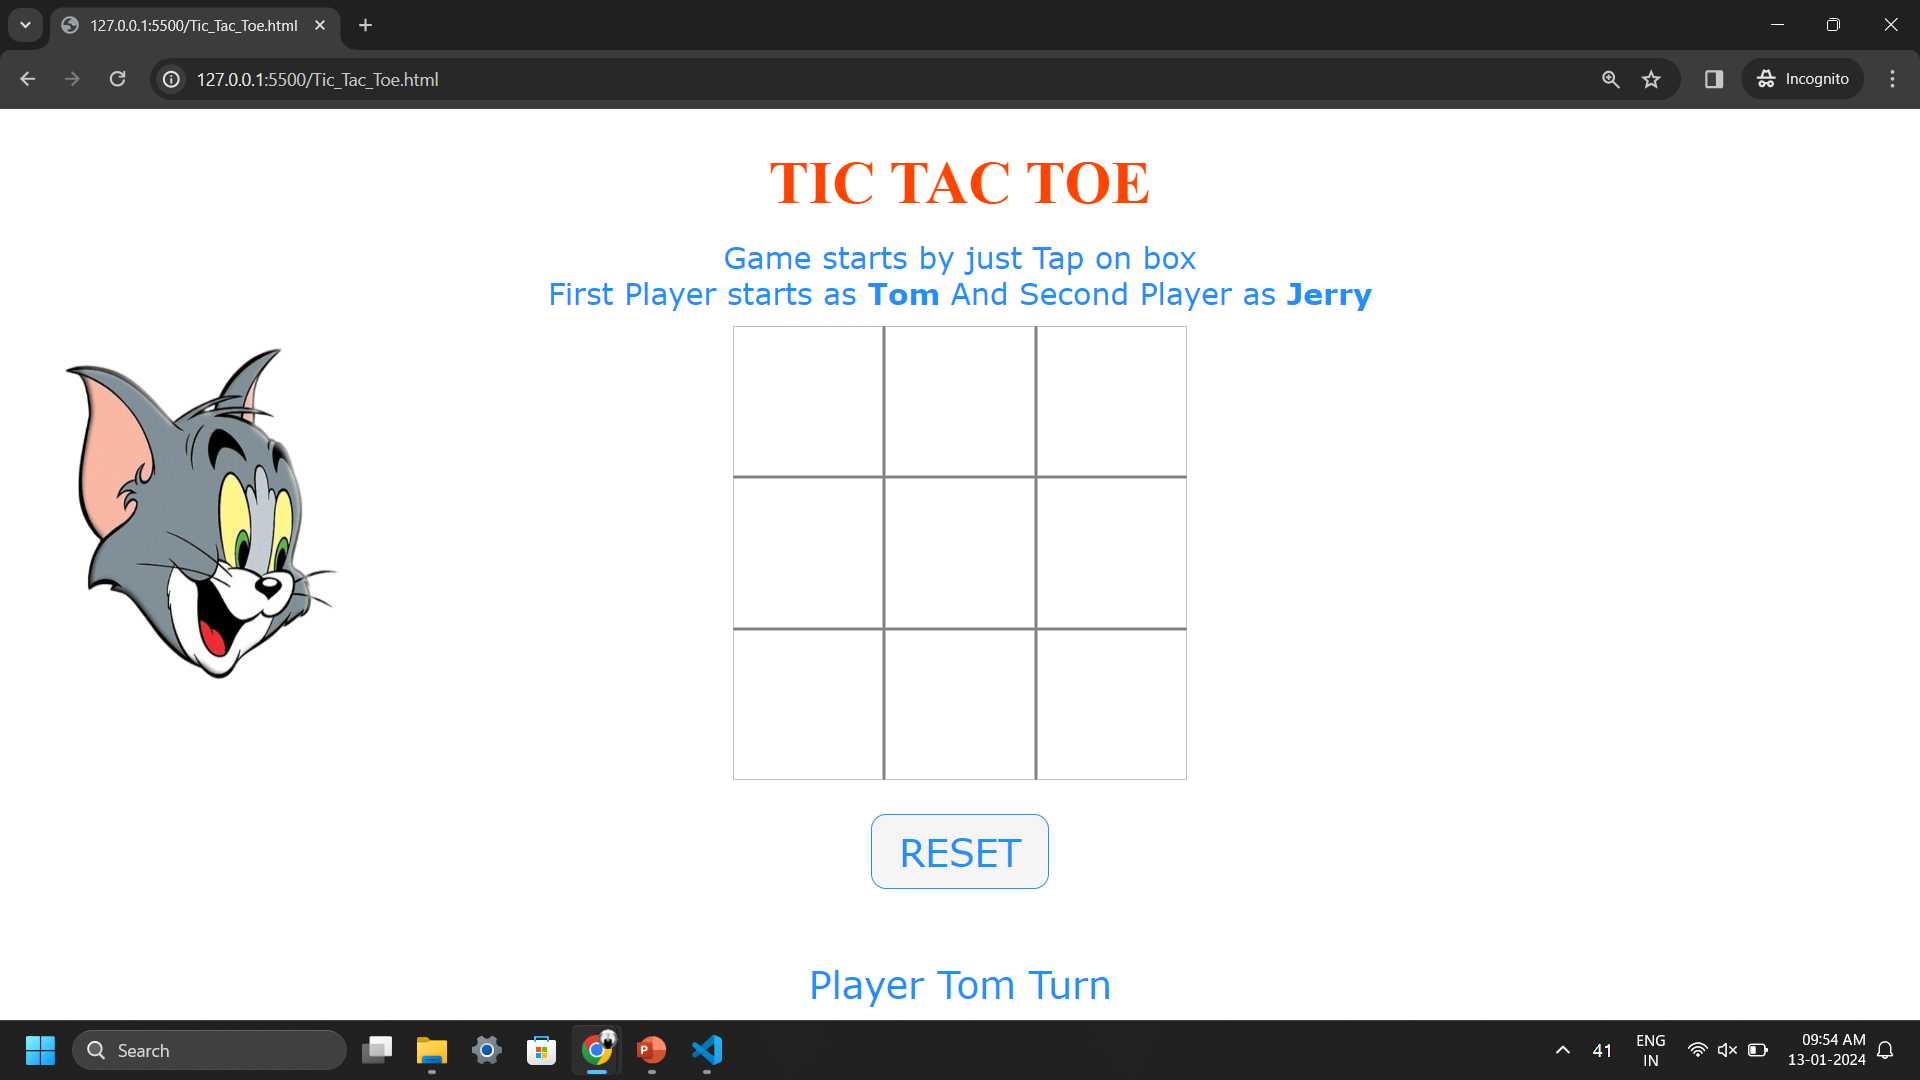 127.0.0.1:5500/Tic_Tac_Toe.html
127.0.0.1:5500/Tic_Tac_Toe.html
Incognito
TIC TAC TOE
Game starts by just Tap on box
First Player starts as Tom And Second Player as Jerry
RESET
Player Tom Turn
Search
P
41
ENG
IN
09:54 AM
13-01-2024